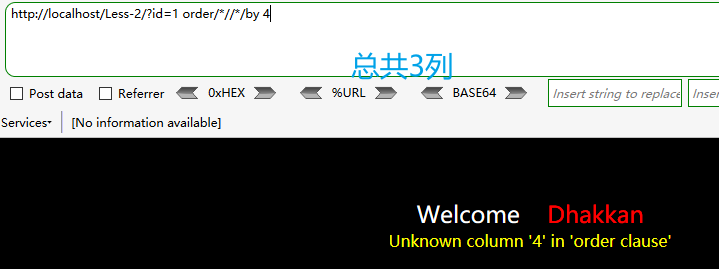 http://localhost/Less-2/?id=1 order/*//*/by 4
总共3列
Post data Referrer 0xHEX %URL BASE64 Insert string to replace Insert
Services [No information available]
Welcome Dhakkan
Unknown column '4' in 'order clause'